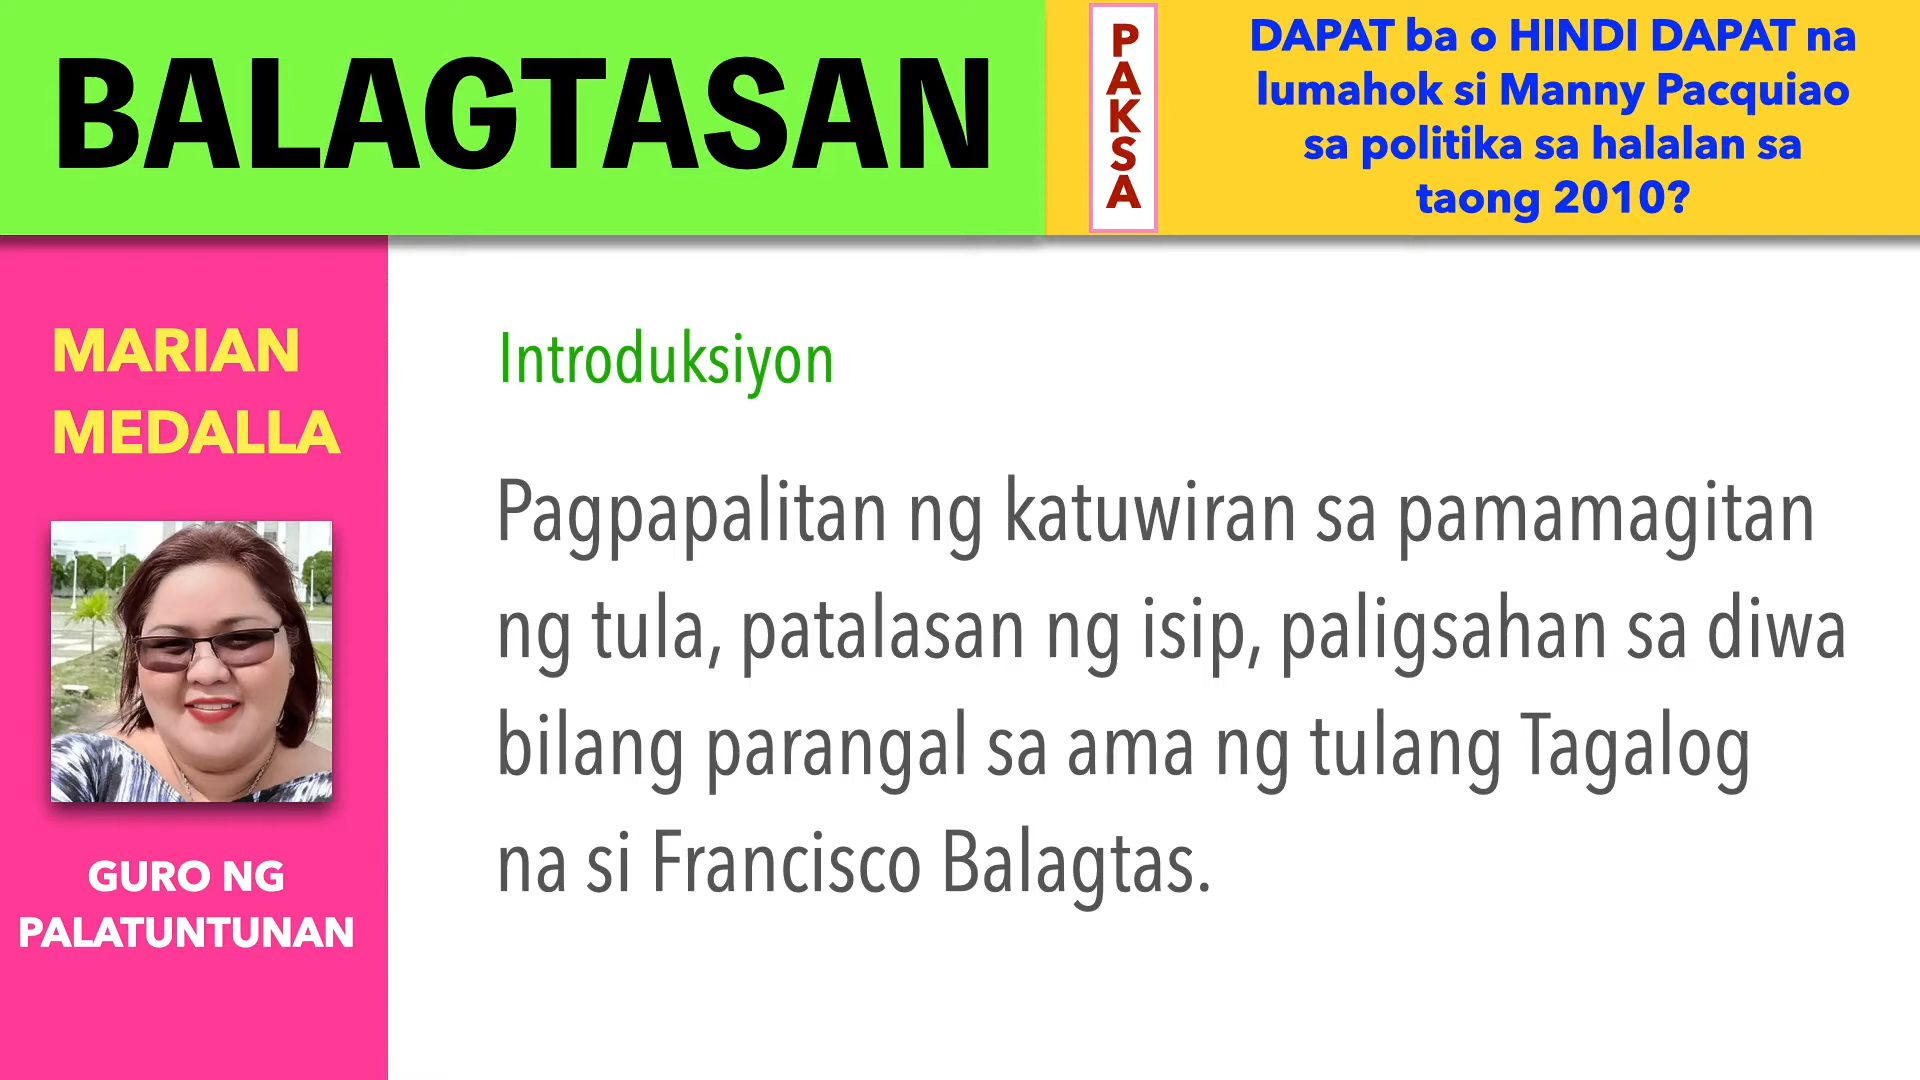 BALAGTASAN
PAKSA
DAPAT ba o HINDI DAPAT na
lumahok si Manny Pacquiao
sa politika sa halalan sa
taong 2010?
MARIAN
MEDALLA
GURO NG
PALATUNTUNAN
Introduksiyon
Pagpapalitan ng katuwiran sa pamamagitan
ng tula, patalasan ng isip, paligsahan sa diwa
bilang parangal sa ama ng tulang Tagalog
na si Francisco Balagtas.